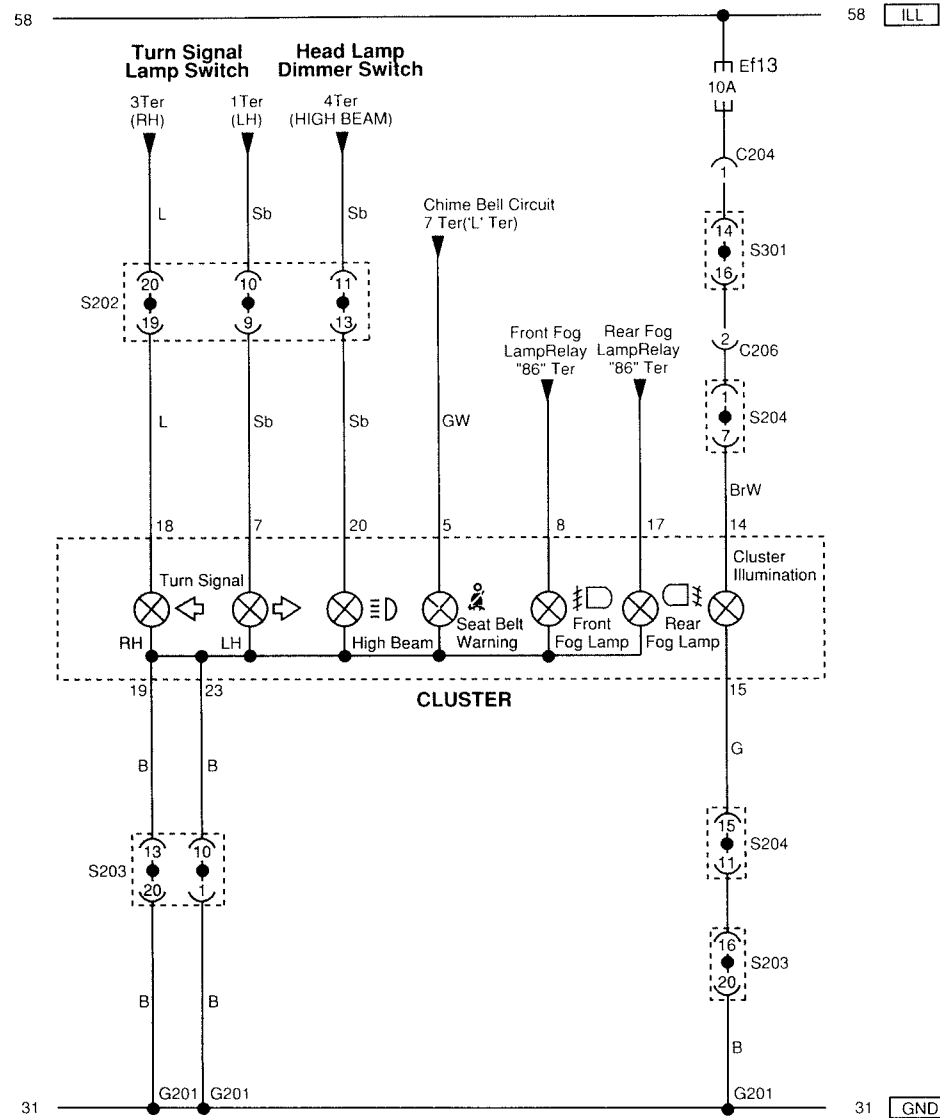 58
58 ILL
Turn Signal
Lamp Switch
Head Lamp
Dimmer Switch
Ef13
10A
3Ter
(RH)
1Ter
(LH)
4Ter
(HIGH BEAM)
C204
1
L
Sb
Sb
Chime Bell Circuit
7 Ter('L' Ter)
14
S301
16
S202
20
10
11
19
9
13
Front Fog
LampRelay
"86" Ter
Rear Fog
LampRelay
"86" Ter
2
C206
1
S204
7
L
Sb
Sb
GW
BrW
18
7
20
5
8
17
14
Cluster
Illumination
Turn Signal
RH
LH
High Beam
Seat Belt
Warning
Front
Fog Lamp
Rear
Fog Lamp
19
23
CLUSTER
15
G
B
B
15
S204
11
S203
13
10
20
1
16
S203
20
B
B
B
G201
G201
G201
31
31 GND